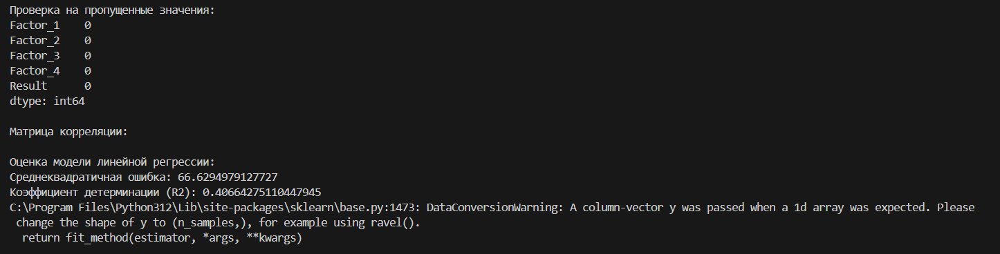 Проверка на пропущенные значения:
Factor_1    0
Factor_2    0
Factor_3    0
Factor_4    0
Result      0
dtype: int64
Матрица корреляции:
Оценка модели линейной регрессии:
Среднеквадратичная ошибка: 66.6294979127727
Коэффициент детерминации (R2): 0.40664275110447945
C:\Program Files\Python312\Lib\site-packages\sklearn\base.py:1473: DataConversionWarning: A column-vector y was passed when a 1d array was expected. Please
 change the shape of y to (n_samples,), for example using ravel().
  return fit_method(estimator, *args, **kwargs)